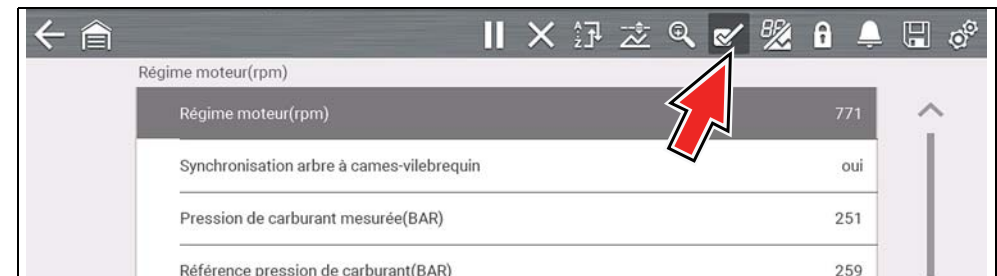 Régime moteur(rpm)
Régime moteur(rpm) 771
Synchronisation arbre à cames-vilebrequin oui
Pression de carburant mesurée(BAR) 251
Référence pression de carburant(BAR) 259